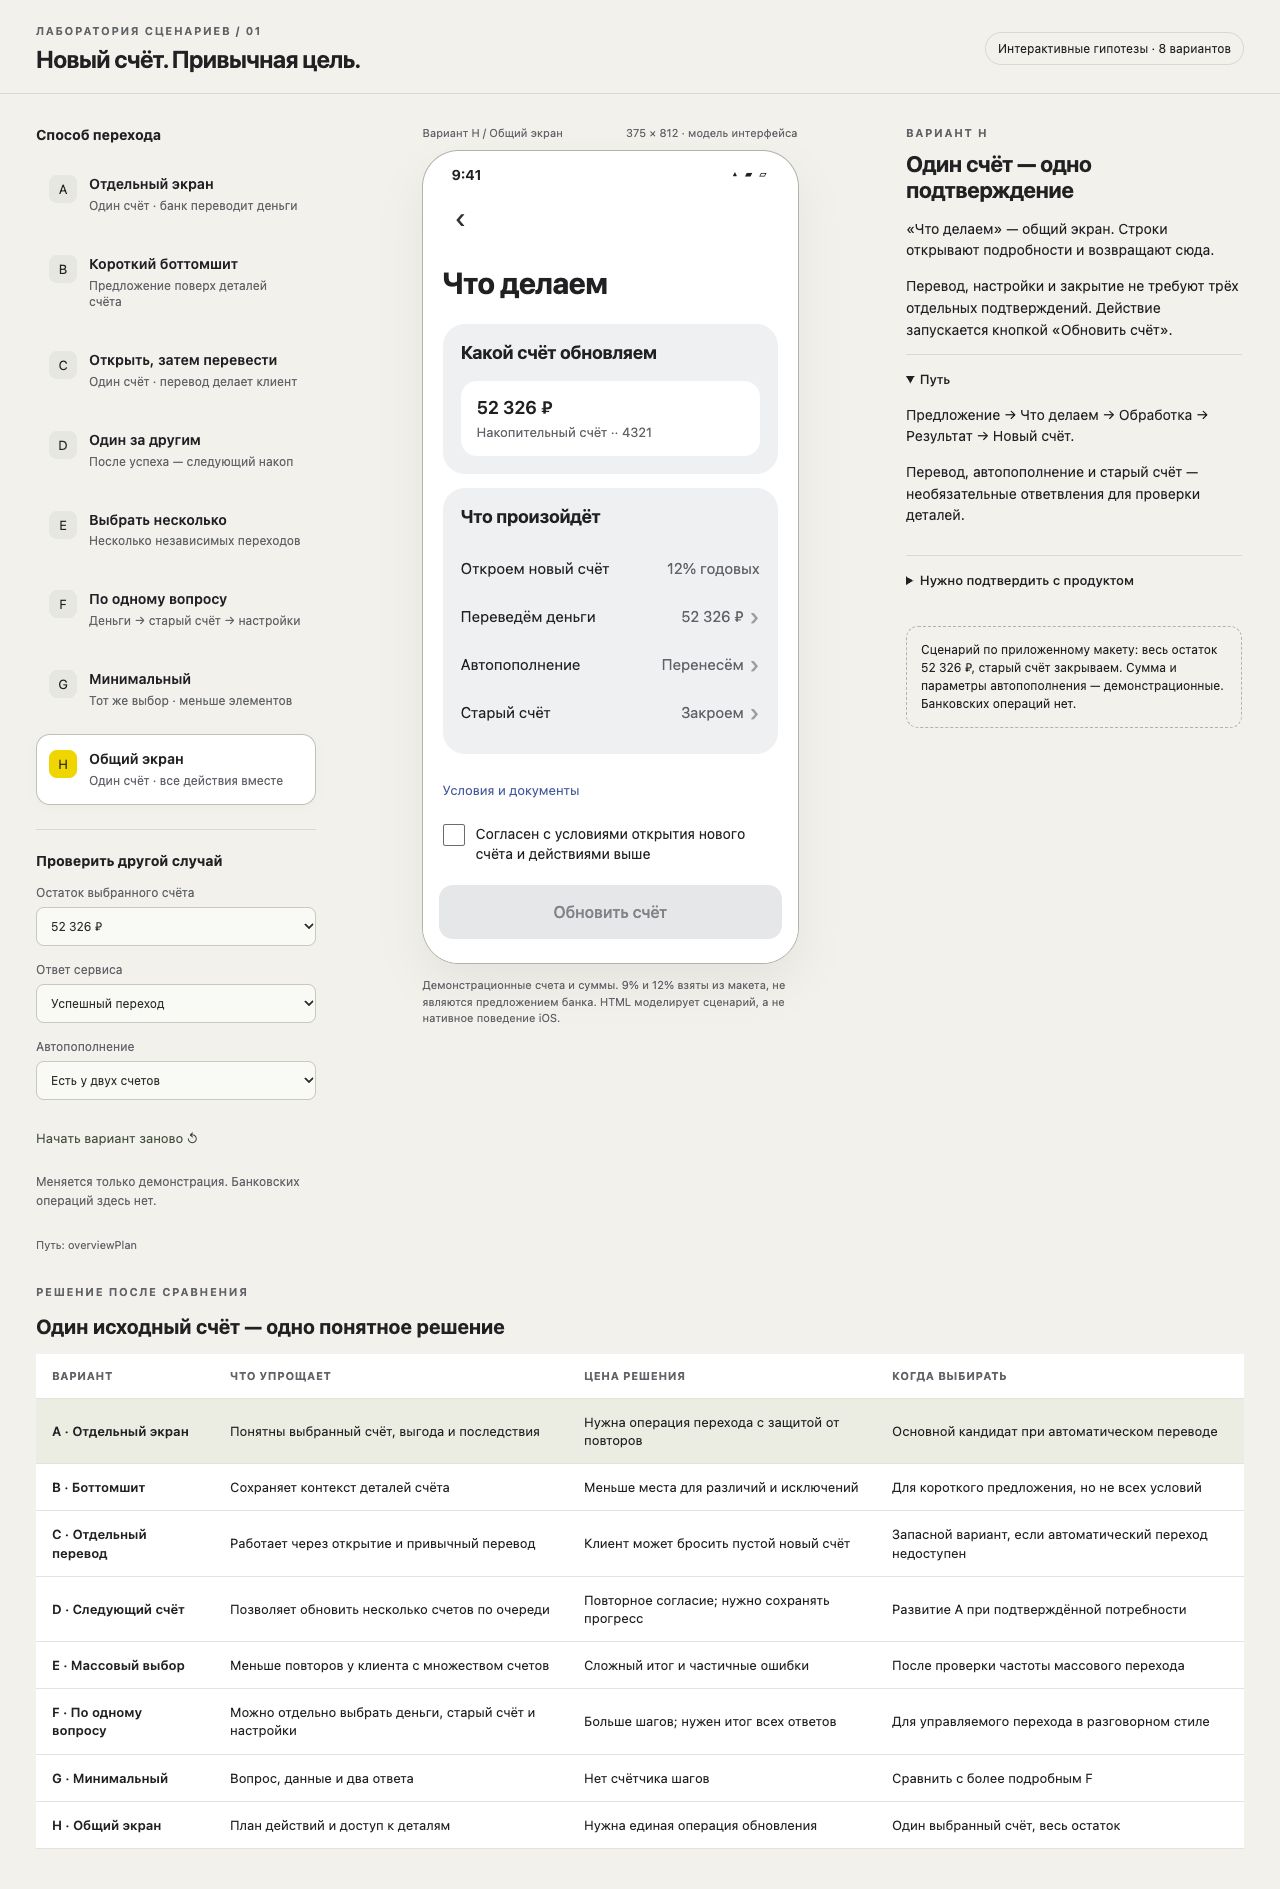 ЛАБОРАТОРИЯ СЦЕНАРИЕВ / 01
Новый счёт. Привычная цель.
Интерактивные гипотезы · 8 вариантов
Способ перехода
A
Отдельный экран
Один счёт · банк переводит деньги
B
Короткий боттомшит
Предложение поверх деталей
счёта
C
Открыть, затем перевести
Один счёт · перевод делает клиент
D
Один за другим
После успеха — следующий накоп
E
Выбрать несколько
Несколько независимых переходов
F
По одному вопросу
Деньги → старый счёт → настройки
G
Минимальный
Тот же выбор · меньше элементов
H
Общий экран
Один счёт · все действия вместе
Проверить другой случай
Остаток выбранного счёта
52 326 ₽
Ответ сервиса
Успешный переход
Автопополнение
Есть у двух счетов
Начать вариант заново ↺
Меняется только демонстрация. Банковских
операций здесь нет.
Путь: overviewPlan
Вариант H / Общий экран
375 × 812 · модель интерфейса
9:41
Что делаем
Какой счёт обновляем
52 326 ₽
Накопительный счёт ·· 4321
Что произойдёт
Откроем новый счёт 12% годовых
Переведём деньги 52 326 ₽
Автопополнение Перенесём
Старый счёт Закроем
Условия и документы
Согласен с условиями открытия нового
счёта и действиями выше
Обновить счёт
Демонстрационные счета и суммы. 9% и 12% взяты из макета, не
являются предложением банка. HTML моделирует сценарий, а не
нативное поведение iOS.
ВАРИАНТ H
Один счёт — одно
подтверждение
«Что делаем» — общий экран. Строки
открывают подробности и возвращают сюда.
Перевод, настройки и закрытие не требуют трёх
отдельных подтверждений. Действие
запускается кнопкой «Обновить счёт».
▼ Путь
Предложение → Что делаем → Обработка →
Результат → Новый счёт.
Перевод, автопополнение и старый счёт —
необязательные ответвления для проверки
деталей.
▶ Нужно подтвердить с продуктом
Сценарий по приложенному макету: весь остаток
52 326 ₽, старый счёт закрываем. Сумма и
параметры автопополнения — демонстрационные.
Банковских операций нет.
РЕШЕНИЕ ПОСЛЕ СРАВНЕНИЯ
Один исходный счёт — одно понятное решение
ВАРИАНТ ЧТО УПРОЩАЕТ ЦЕНА РЕШЕНИЯ КОГДА ВЫБИРАТЬ
A · Отдельный экран
Понятны выбранный счёт, выгода и последствия
Нужна операция перехода с защитой от
повторов
Основной кандидат при автоматическом переводе
B · Боттомшит
Сохраняет контекст деталей счёта
Меньше места для различий и исключений
Для короткого предложения, но не всех условий
C · Отдельный
перевод
Работает через открытие и привычный перевод
Клиент может бросить пустой новый счёт
Запасной вариант, если автоматический переход
недоступен
D · Следующий счёт
Позволяет обновить несколько счетов по очереди
Повторное согласие; нужно сохранять
прогресс
Развитие A при подтверждённой потребности
E · Массовый выбор
Меньше повторов у клиента с множеством счетов
Сложный итог и частичные ошибки
После проверки частоты массового перехода
F · По одному
вопросу
Можно отдельно выбрать деньги, старый счёт и
настройки
Больше шагов; нужен итог всех ответов
Для управляемого перехода в разговорном стиле
G · Минимальный
Вопрос, данные и два ответа
Нет счётчика шагов
Сравнить с более подробным F
H · Общий экран
План действий и доступ к деталям
Нужна единая операция обновления
Один выбранный счёт, весь остаток